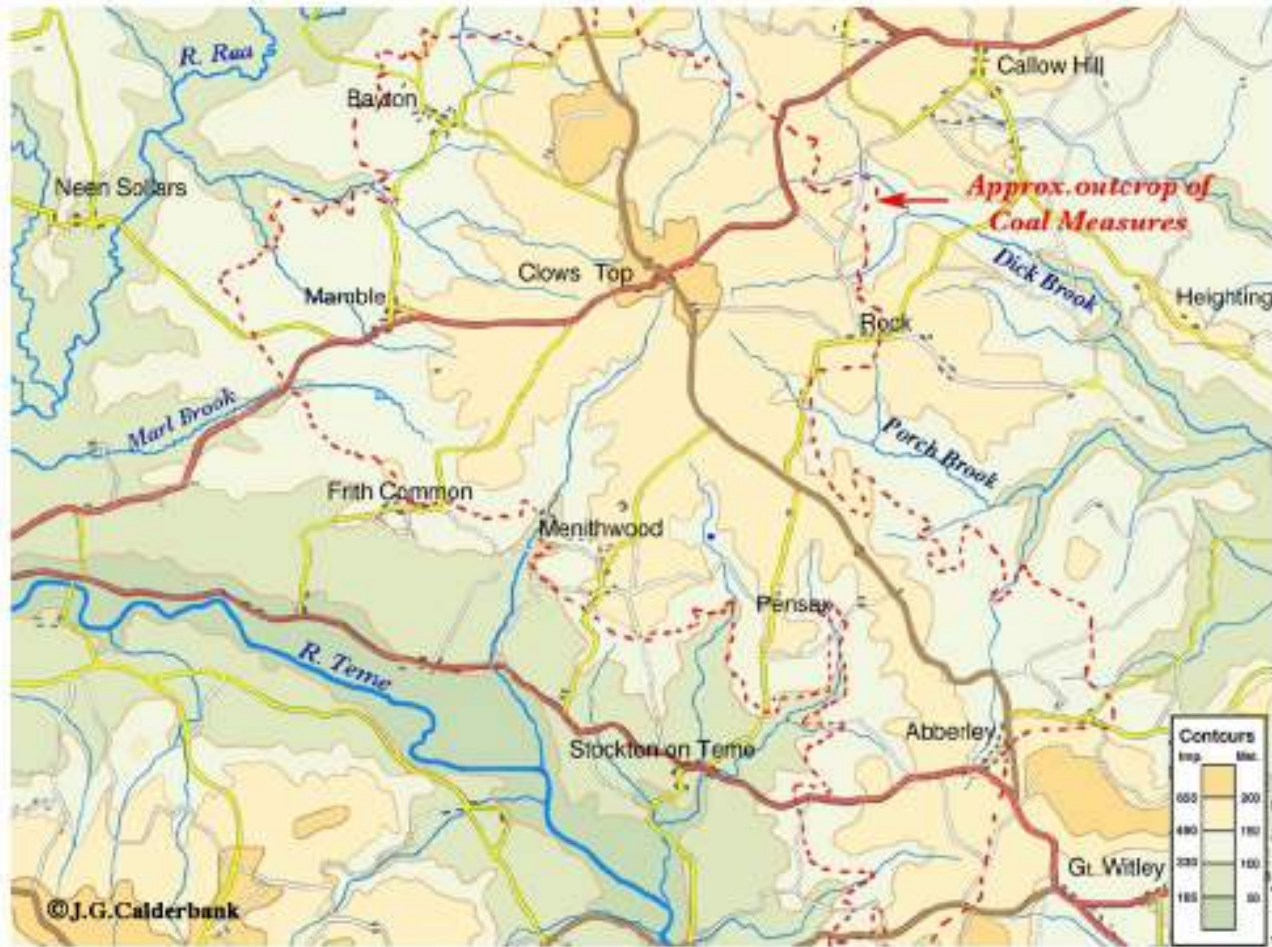 R. Rea
Callow Hill
Bayton
Neen Sollars
Approx. outcrop of
Coal Measures
Clows Top
Dick Brook
Mamble
Heighting
Rock
Marl Brook
Porch Brook
Frith Common
Menithwood
Pensax
R. Teme
Abberley
Stockton on Teme
Contours
Imp. Met.
655 200
490 150
330 100
165 50
Gt. Witley
©J.G.Calderbank